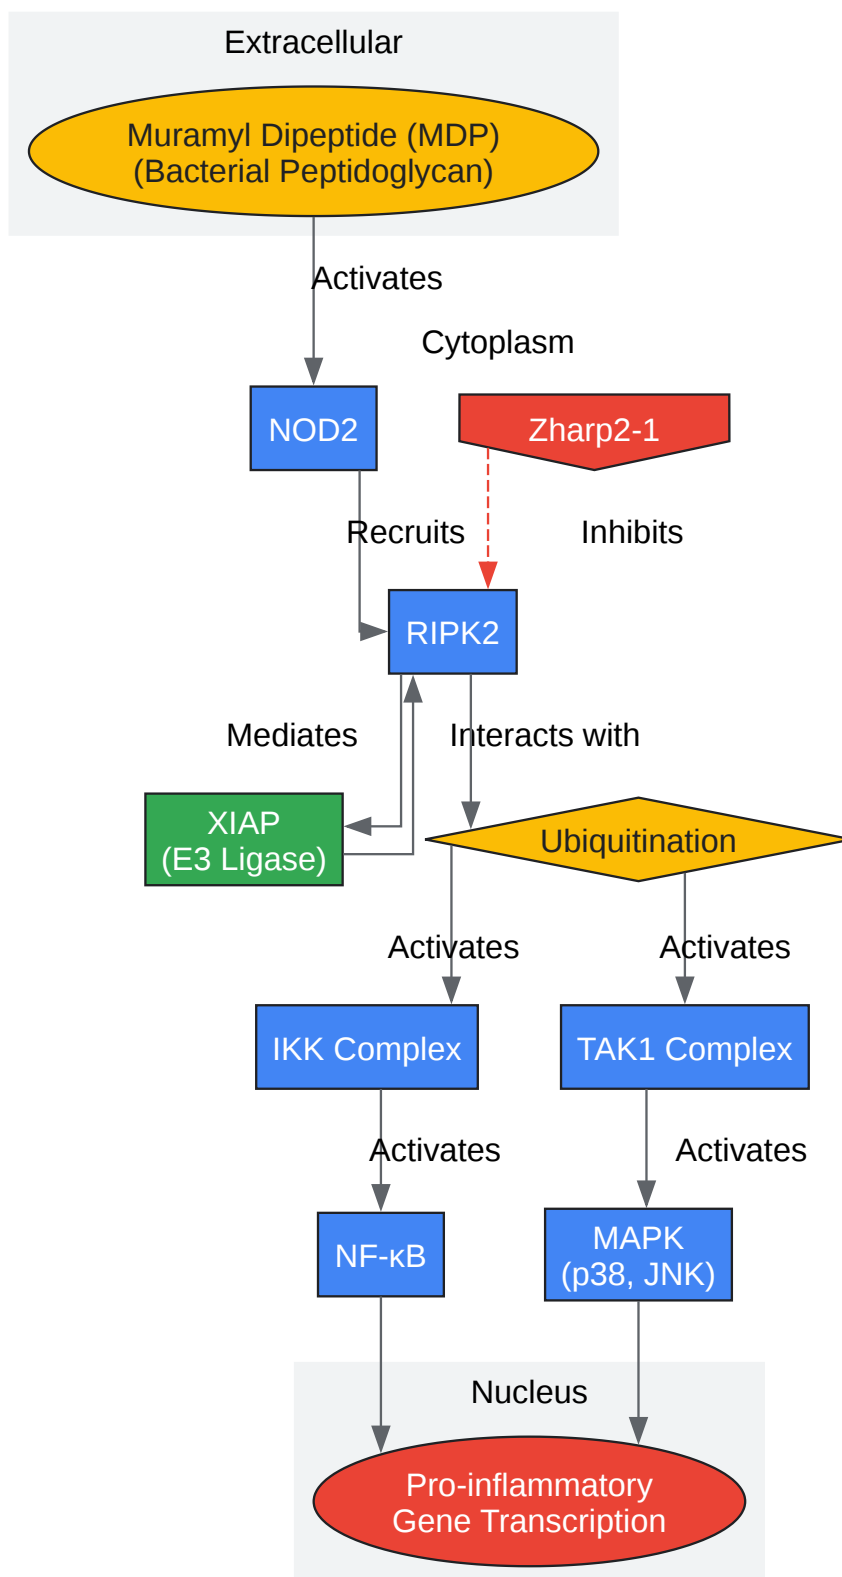 Extracellular
Muramyl Dipeptide (MDP)
(Bacterial Peptidoglycan)
Activates
Cytoplasm
NOD2
Zharp2-1
Recruits
Inhibits
RIPK2
Mediates
Interacts with
XIAP
(E3 Ligase)
Ubiquitination
Activates
Activates
IKK Complex
TAK1 Complex
Activates
Activates
NF-κB
MAPK
(p38, JNK)
Nucleus
Pro-inflammatory
Gene Transcription